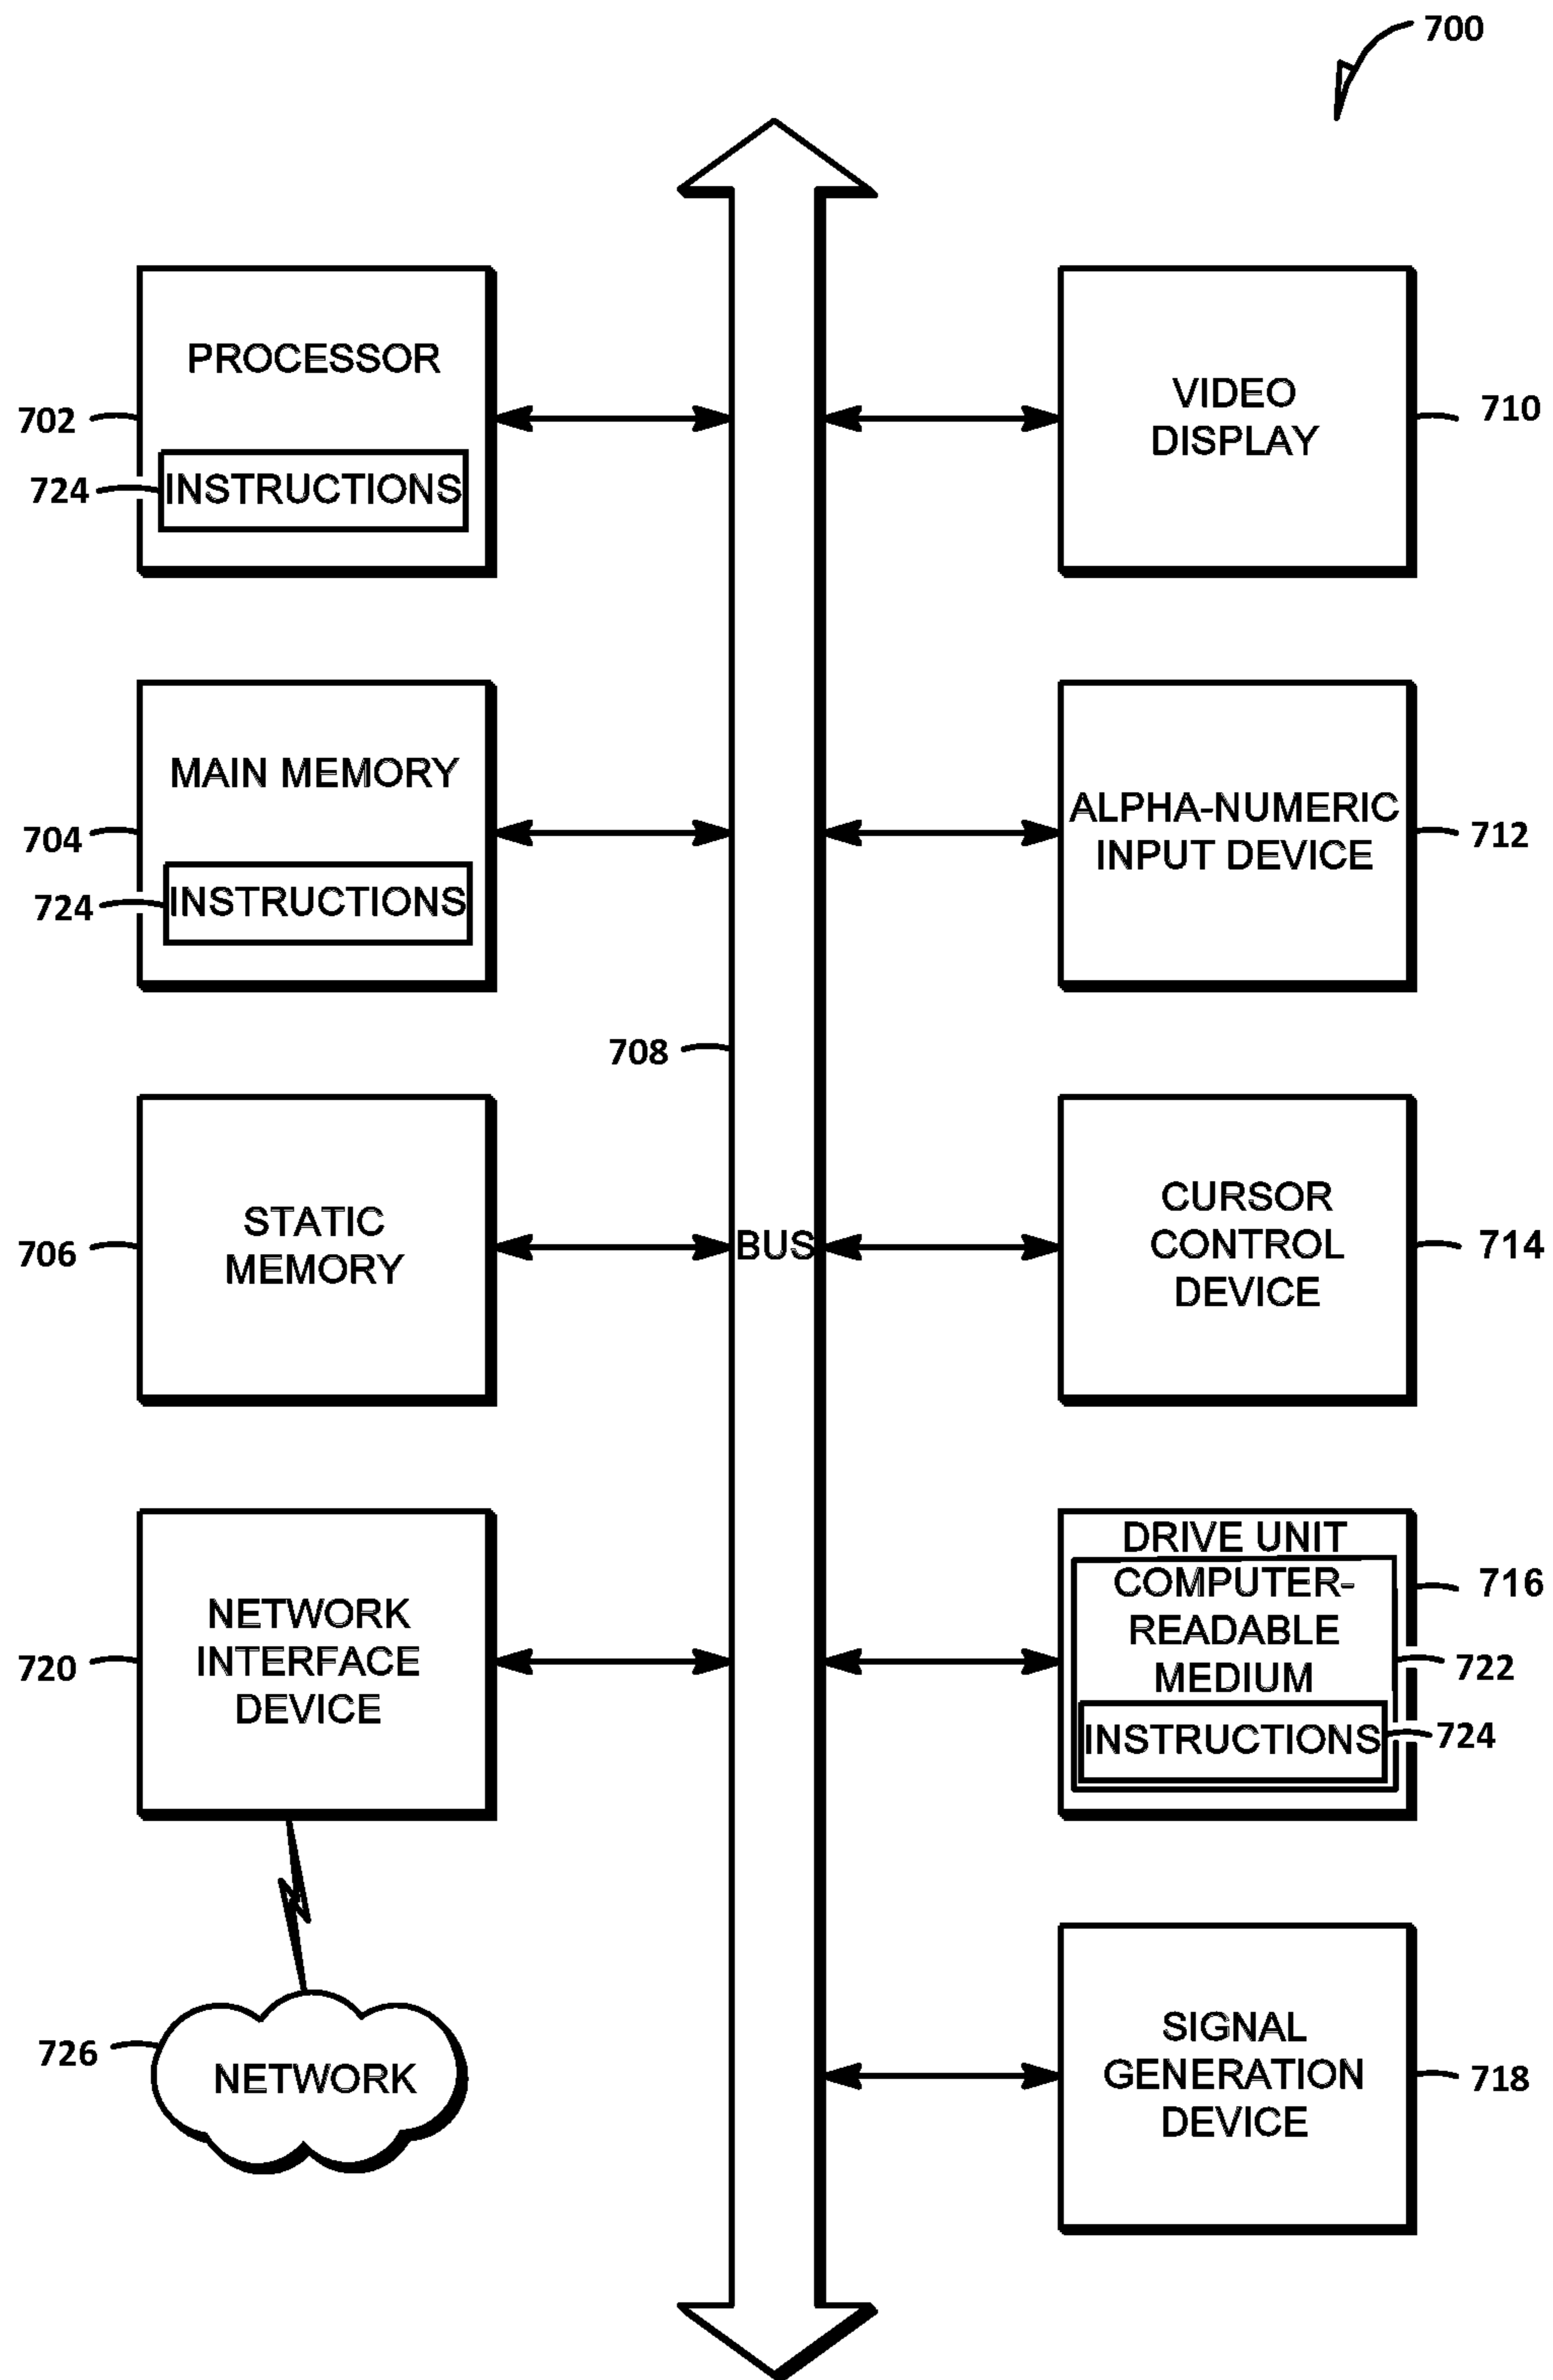 700
PROCESSOR
702
724
INSTRUCTIONS
VIDEO
DISPLAY
710
MAIN MEMORY
704
724
INSTRUCTIONS
ALPHA-NUMERIC
INPUT DEVICE
712
708
STATIC
MEMORY
706
BUS
CURSOR
CONTROL
DEVICE
714
NETWORK
INTERFACE
DEVICE
720
DRIVE UNIT
COMPUTER-
READABLE
MEDIUM
INSTRUCTIONS
716
722
724
726
NETWORK
SIGNAL
GENERATION
DEVICE
718